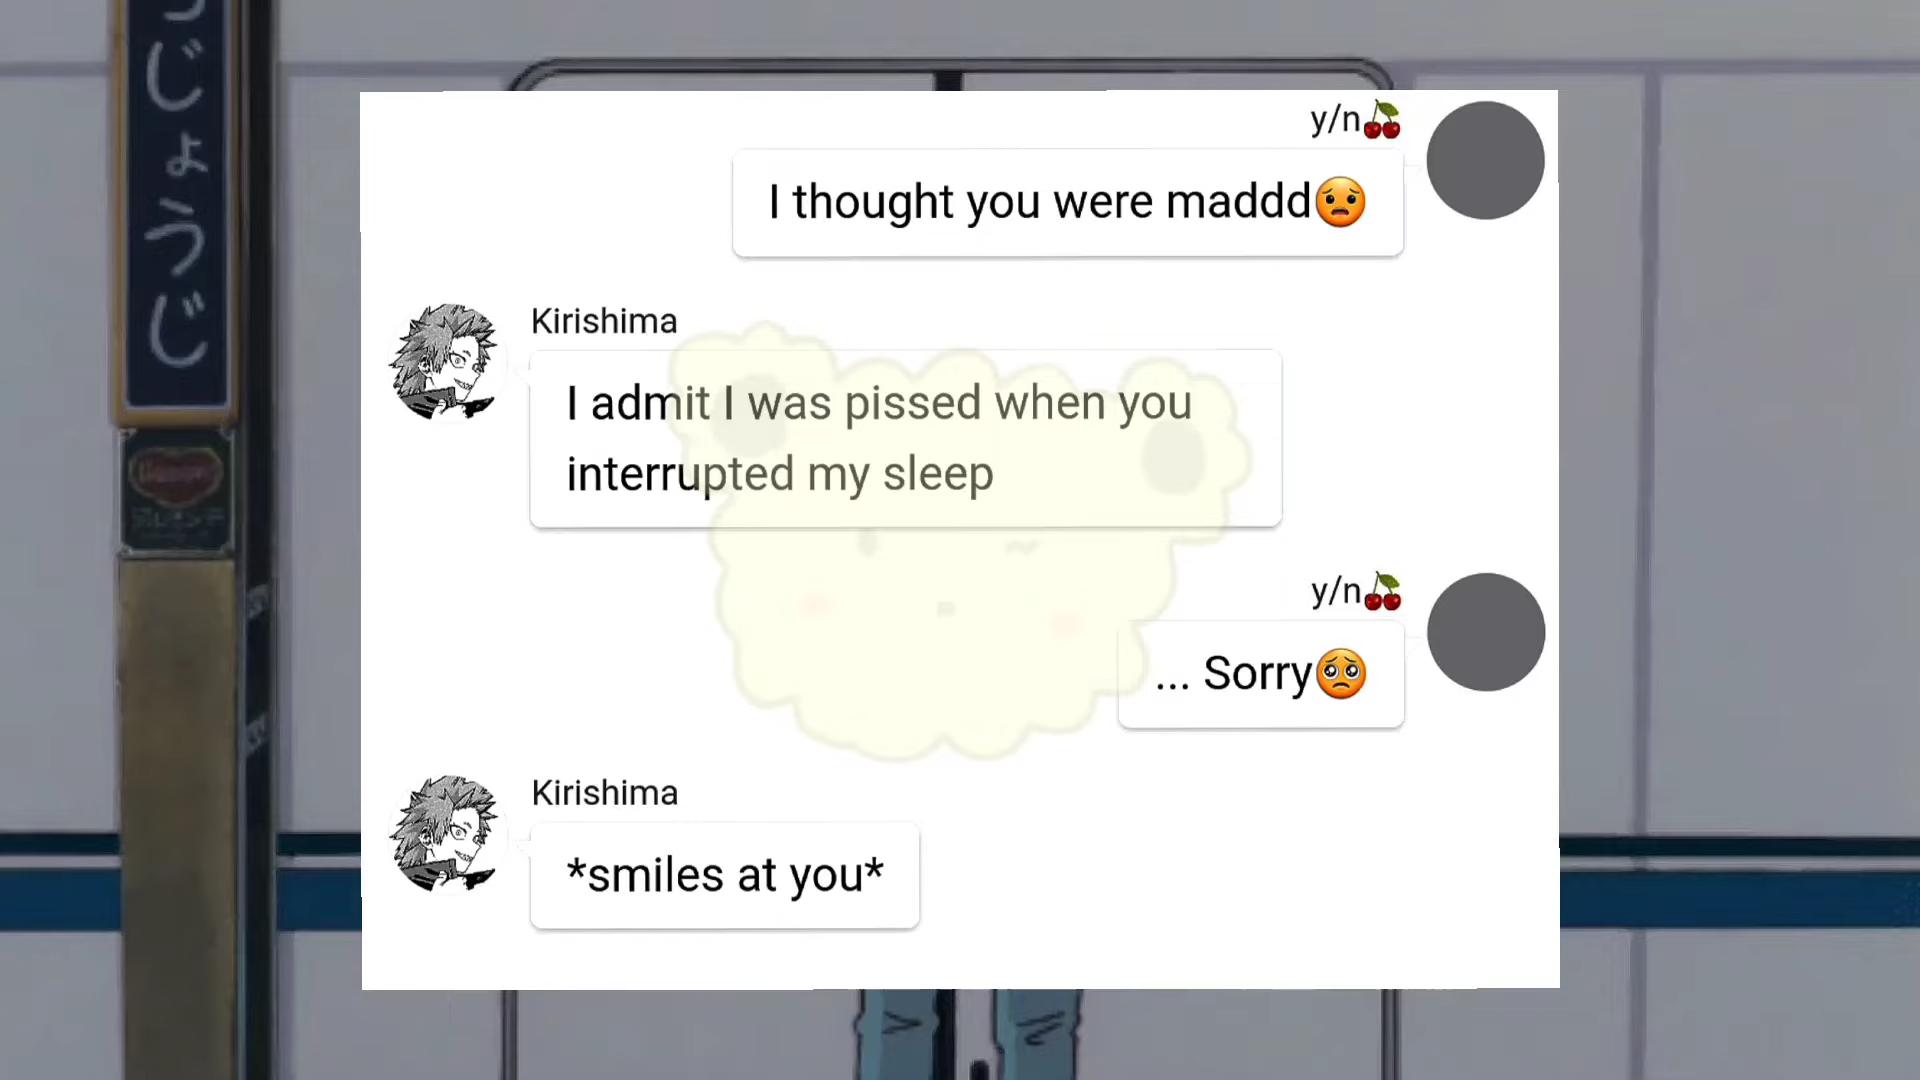 じょうじ
y/n🍒
I thought you were maddd😟
Kirishima
I admit I was pissed when you
interrupted my sleep
y/n🍒
... Sorry🥺
Kirishima
*smiles at you*